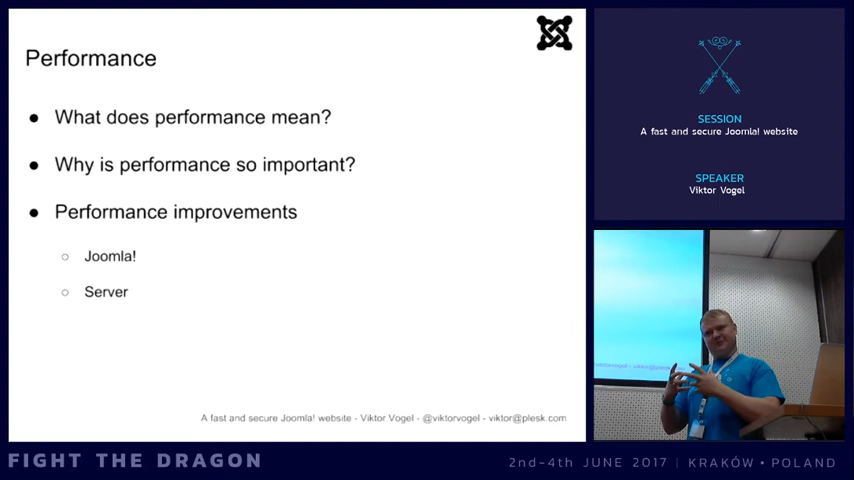 Performance
● What does performance mean?
● Why is performance so important?
● Performance improvements
○ Joomla!
○ Server
A fast and secure Joomla! website - Viktor Vogel - @viktorvogel - viktor@plesk.com
SESSION
A fast and secure Joomla! website
SPEAKER
Viktor Vogel
FIGHT THE DRAGON
2nd-4th JUNE 2017 | KRAKÓW • POLAND